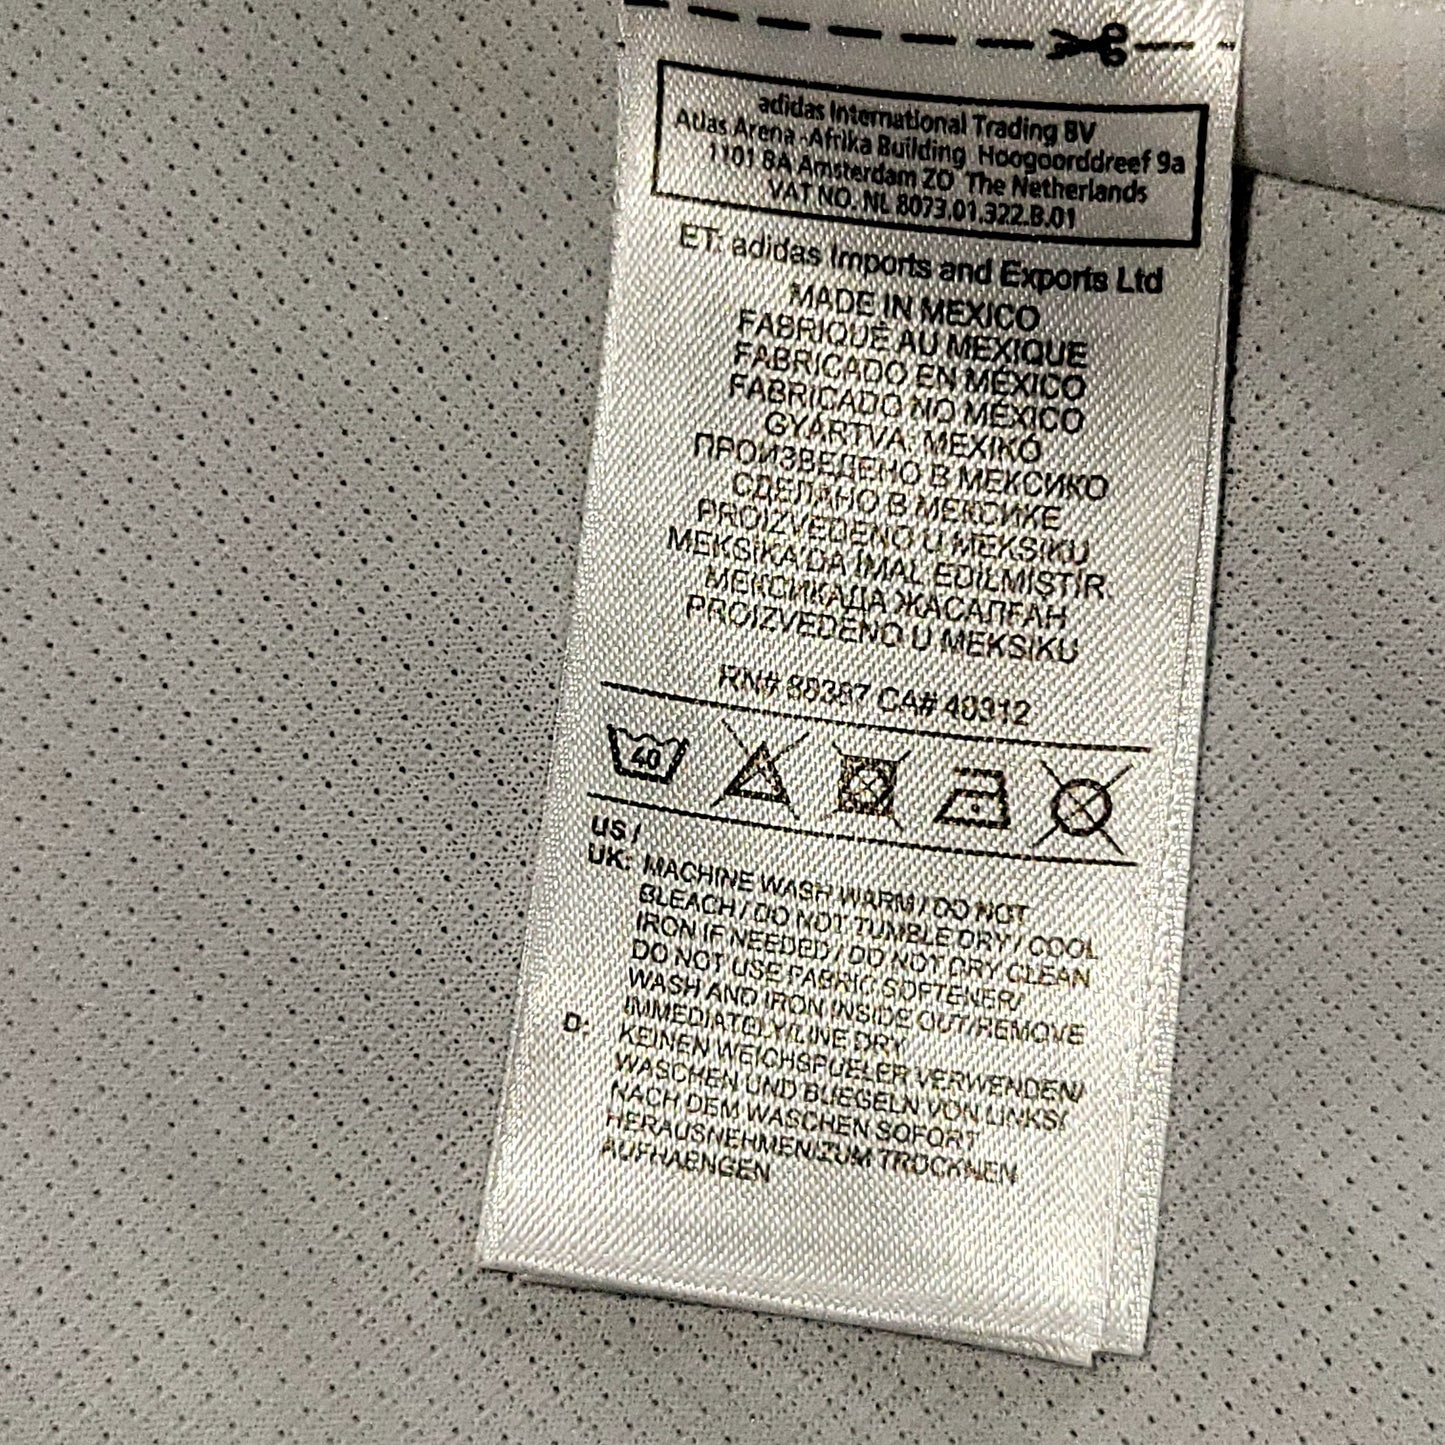 adidas International Trading BV
Atlas Arena -Afrika Building Hoogoorddreef 9a
1101 BA Amsterdam ZO The Netherlands
VAT NO. NL 8073.01.322.B.01
ET: adidas Imports and Exports Ltd
MADE IN MEXICO
FABRIQUÉ AU MEXIQUE
FABRICADO EN MÉXICO
FABRICADO NO MÉXICO
GYÁRTVA: MEXIKÓ
ПРОИЗВЕДЕНО В МЕКСИКО
СДЕЛАНО В МЕКСИКЕ
PROIZVEDENO U MEKSIKU
MEKSİKA'DA İMAL EDİLMİŞTİR.
МЕКСИКАДА ЖАСАЛҒАН
PROIZVEDENO U MEKSIKU
RN# 88387 CA# 40312
40
US /
UK: MACHINE WASH WARM / DO NOT
BLEACH / DO NOT TUMBLE DRY / COOL
IRON IF NEEDED / DO NOT DRY CLEAN
DO NOT USE FABRIC SOFTENER/
WASH AND IRON INSIDE OUT/REMOVE
IMMEDIATELY/LINE DRY
D: KEINEN WEICHSPUELER VERWENDEN/
WASCHEN UND BUEGELN VON LINKS/
NACH DEM WASCHEN SOFORT
HERAUSNEHMEN/ZUM TROCKNEN
AUFHAENGEN